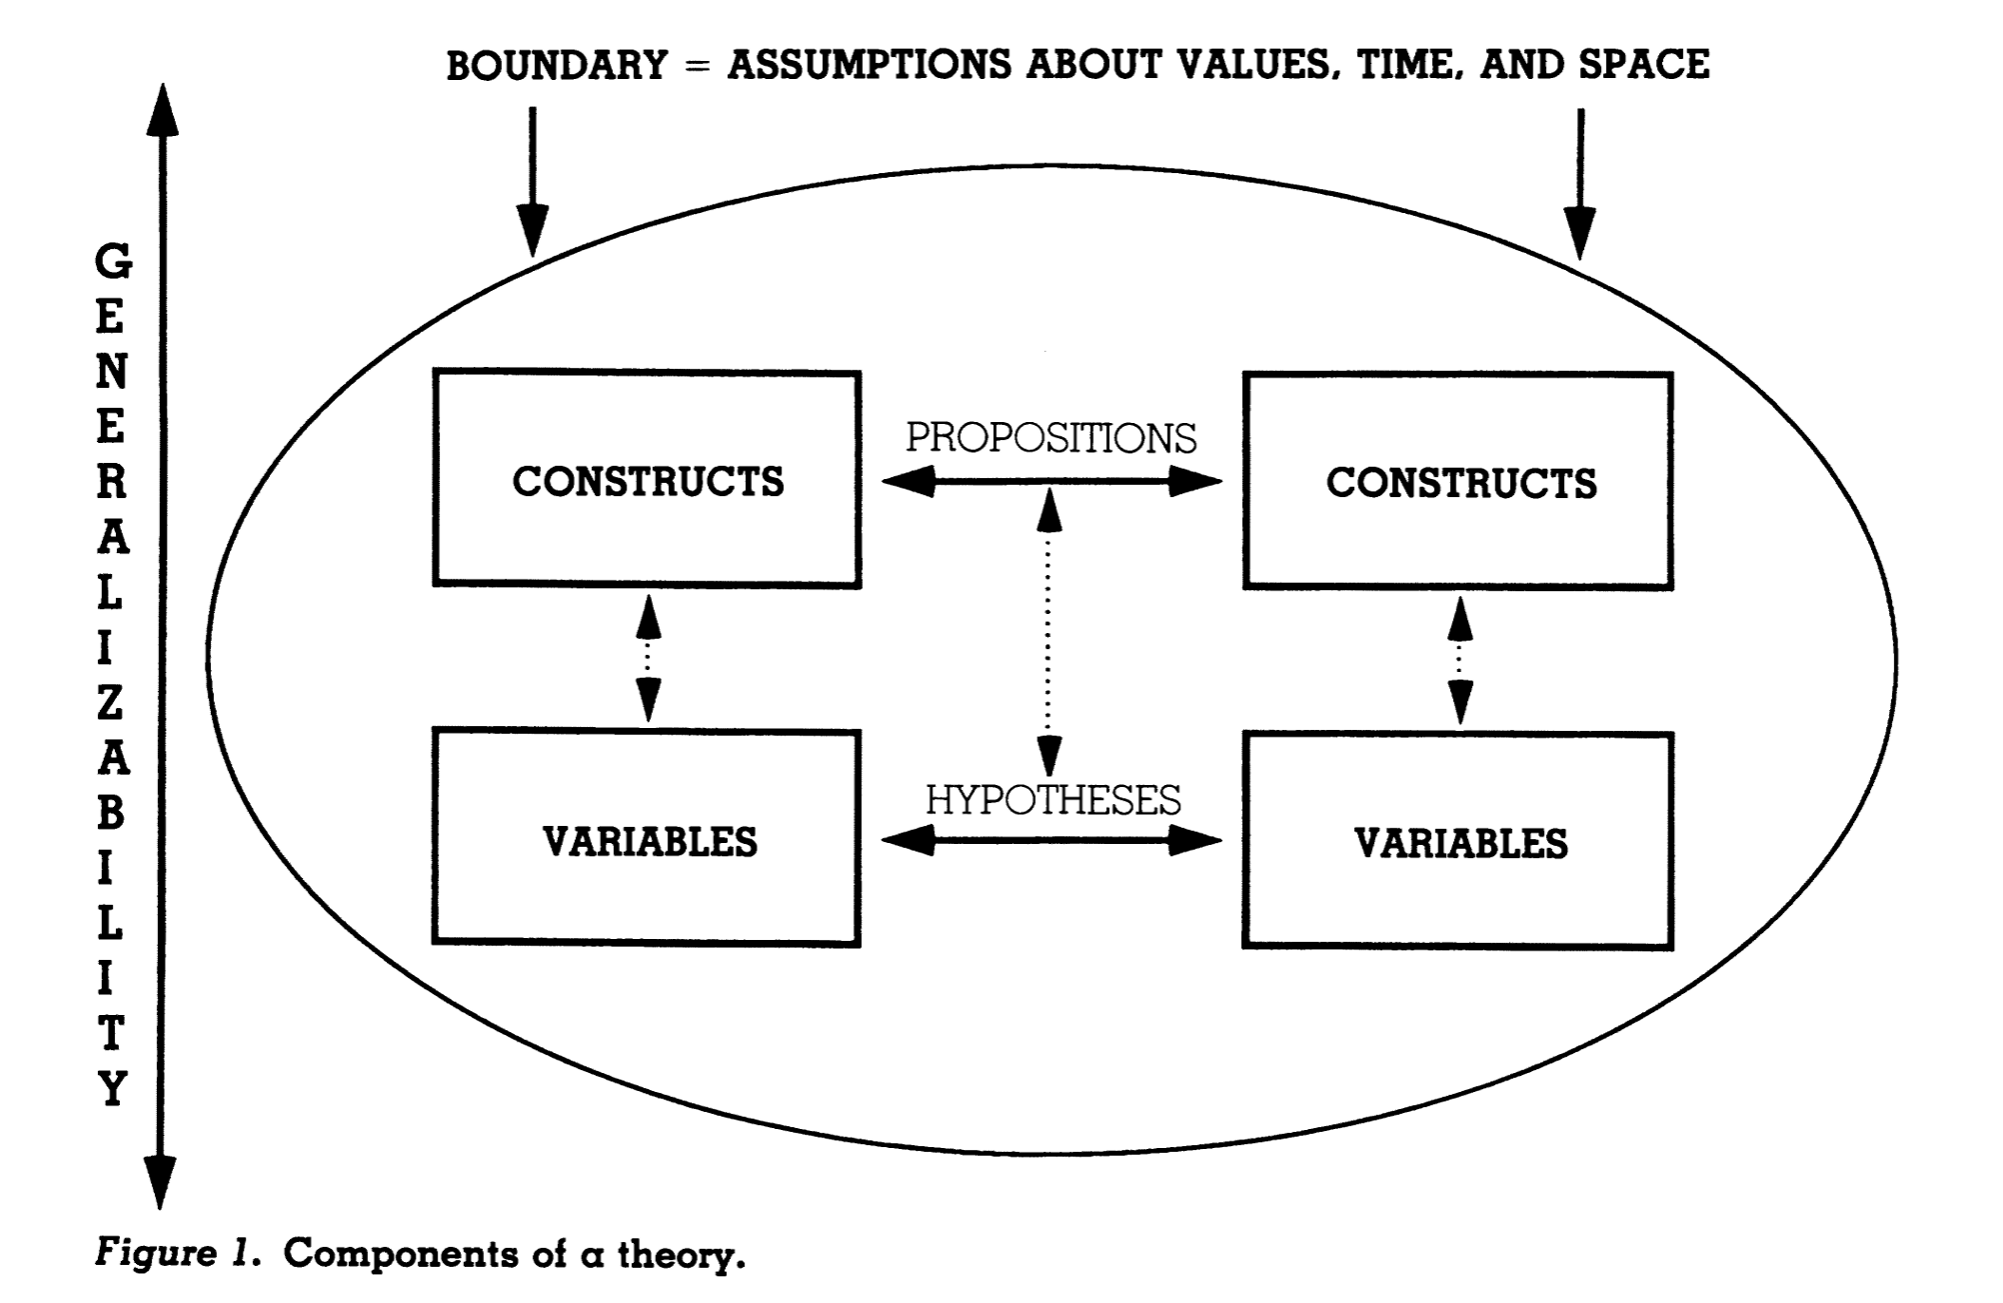 BOUNDARY = ASSUMPTIONS ABOUT VALUES, TIME, AND SPACE
GENERALIZABILITY
PROPOSITIONS
CONSTRUCTS
CONSTRUCTS
HYPOTHESES
VARIABLES
VARIABLES
Figure 1. Components of a theory.